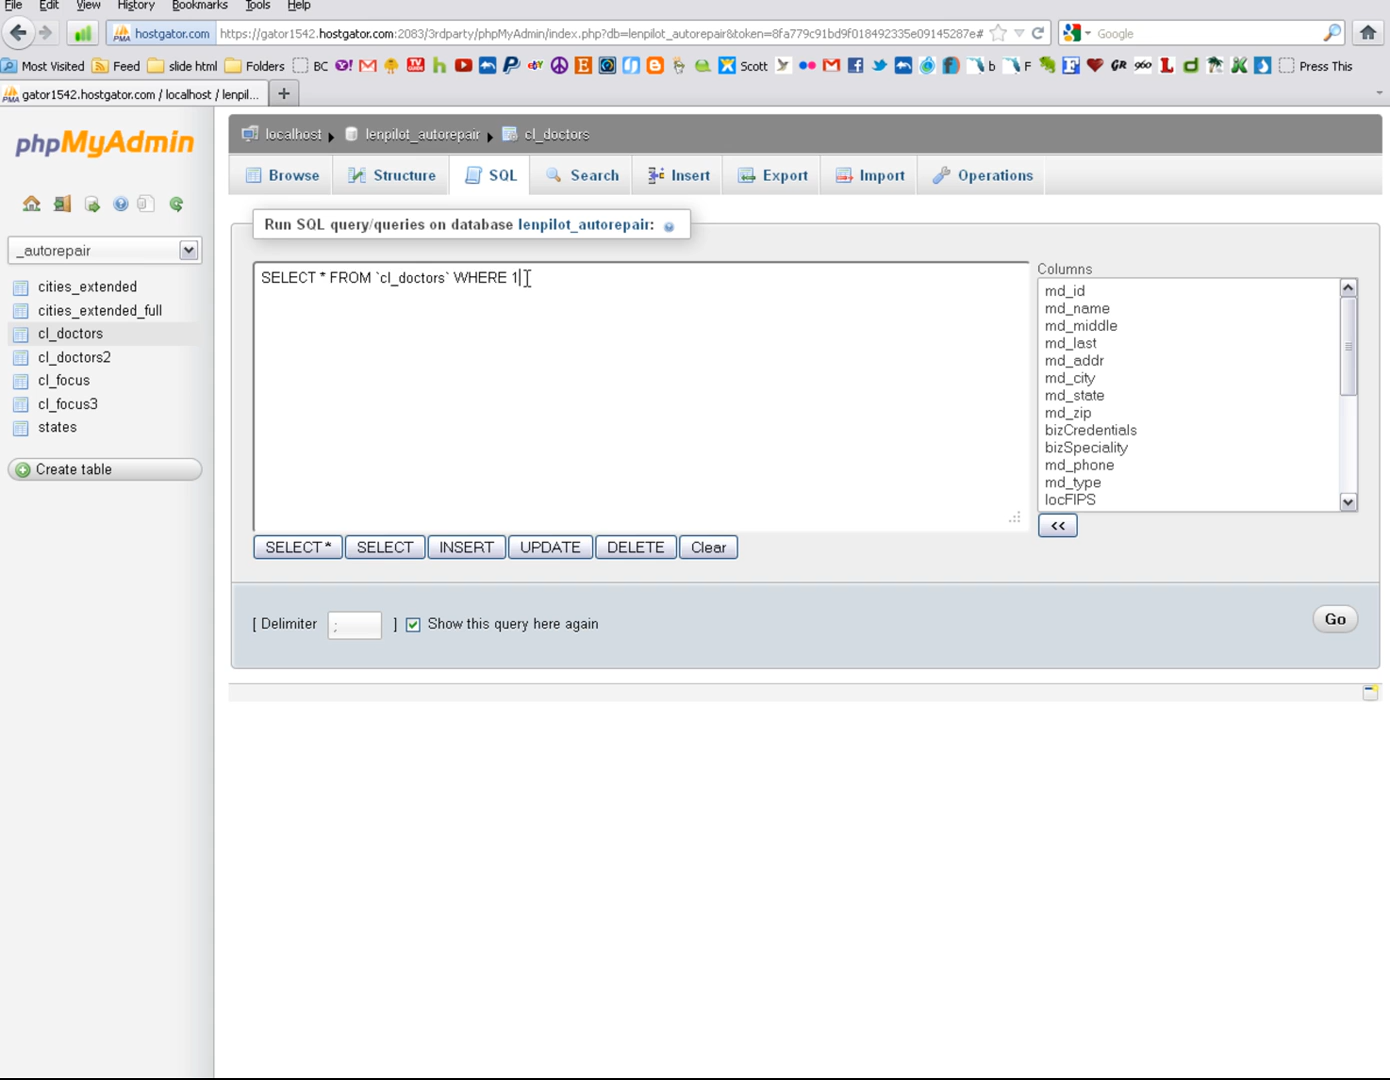 File Edit View History Bookmarks Tools Help
hostgator.com https://gator1542.hostgator.com:2083/3rdparty/phpMyAdmin/index.php?db=lenpilot_autorepair&token=8fa779c91bd9f018492335e09145287e# Google
Most Visited Feed slide html Folders BC Scott b F GR 960 Press This
gator1542.hostgator.com / localhost / lenpil...
phpMyAdmin
localhost lenpilot_autorepair cl_doctors
Browse Structure SQL Search Insert Export Import Operations
_autorepair
cities_extended
cities_extended_full
cl_doctors
cl_doctors2
cl_focus
cl_focus3
states
Create table
Run SQL query/queries on database lenpilot_autorepair:
SELECT * FROM `cl_doctors` WHERE 1
Columns
md_id
md_name
md_middle
md_last
md_addr
md_city
md_state
md_zip
bizCredentials
bizSpeciality
md_phone
md_type
locFIPS
<<
SELECT * SELECT INSERT UPDATE DELETE Clear
[ Delimiter ; ] Show this query here again
Go